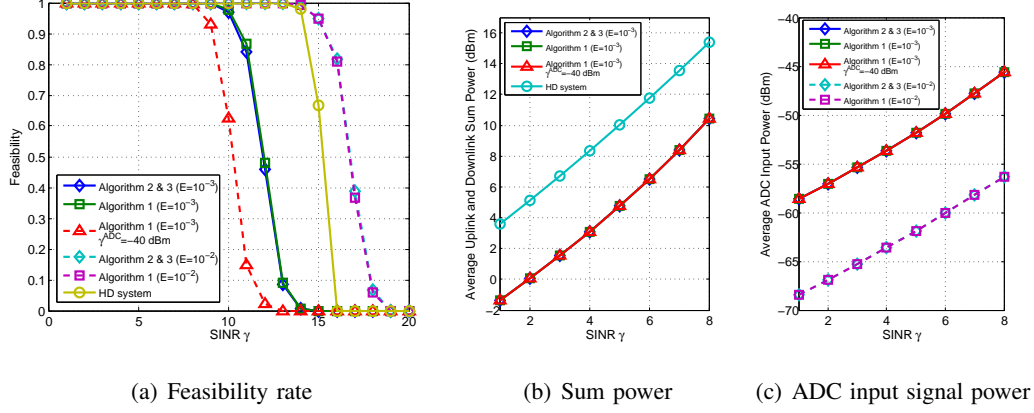 1
0.9
0.8
0.7
0.6
0.5
0.4
0.3
0.2
0.1
0
Feasibility
0 5 10 15 20
SINR γ
Algorithm 2 & 3 (E=10⁻³)
Algorithm 1 (E=10⁻³)
Algorithm 1 (E=10⁻³)
γᴬᴰᶜ=−40 dBm
Algorithm 2 & 3 (E=10⁻²)
Algorithm 1 (E=10⁻²)
HD system
(a) Feasibility rate
16
14
12
10
8
6
4
2
0
−2
Average Uplink and Downlink Sum Power (dBm)
2 4 6 8
SINR γ
Algorithm 2 & 3 (E=10⁻³)
Algorithm 1 (E=10⁻³)
Algorithm 1 (E=10⁻³)
γᴬᴰᶜ=−40 dBm
HD system
(b) Sum power
−40
−45
−50
−55
−60
−65
−70
Average ADC Input Power (dBm)
2 4 6 8
SINR γ
Algorithm 2 & 3 (E=10⁻³)
Algorithm 1 (E=10⁻³)
Algorithm 1 (E=10⁻³)
γᴬᴰᶜ=−40 dBm
Algorithm 2 & 3 (E=10⁻²)
Algorithm 1 (E=10⁻²)
(c) ADC input signal power